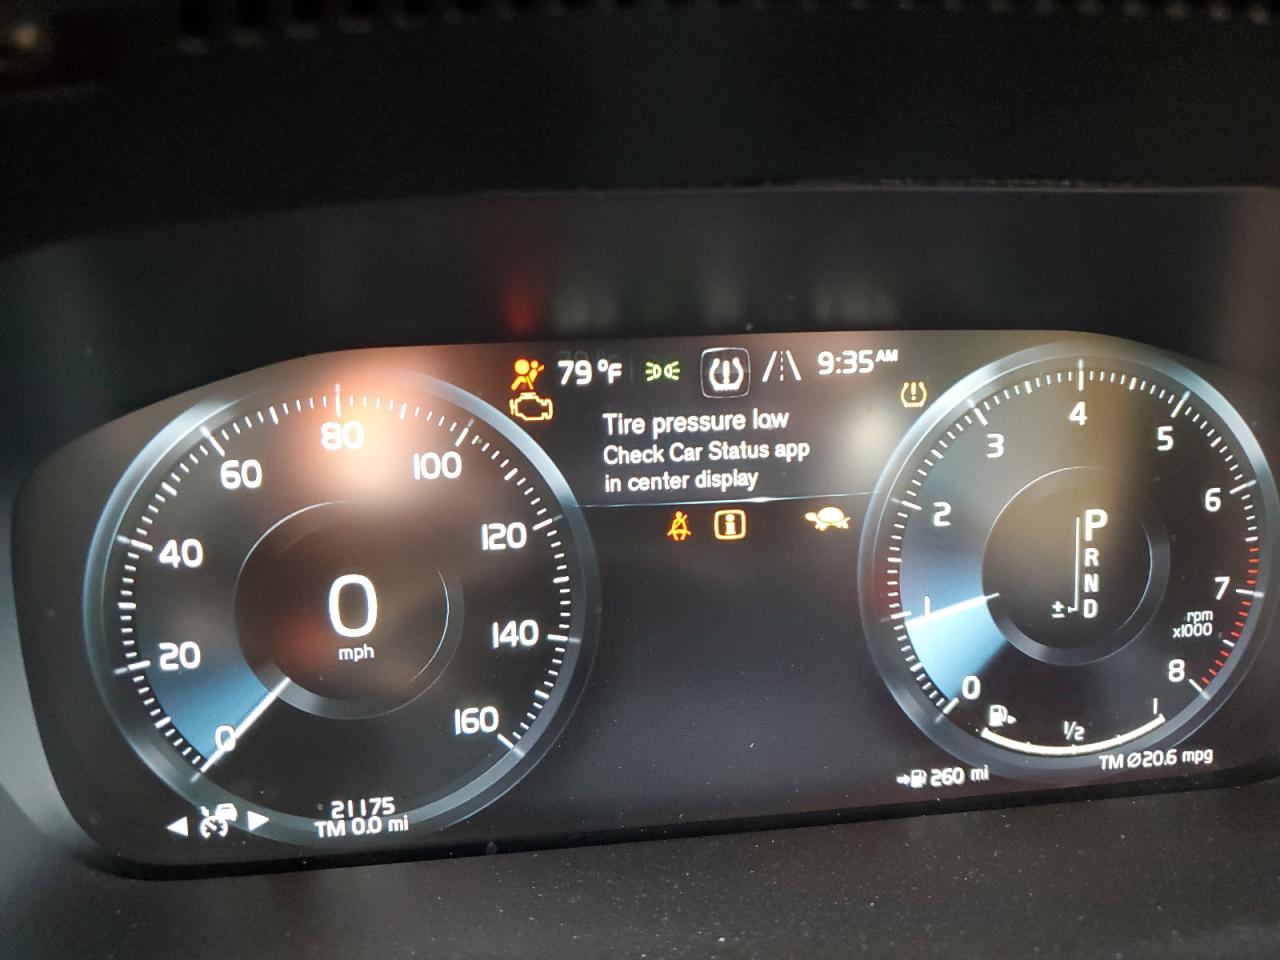 79 °F
9:35 AM
Tire pressure low
Check Car Status app
in center display
0
20
40
60
80
100
120
140
160
0
mph
21175
TM 0.0 mi
0
1
2
3
4
5
6
7
8
rpm
x1000
P
R
N
± D
1/2
1
260 mi
TM Ø20.6 mpg